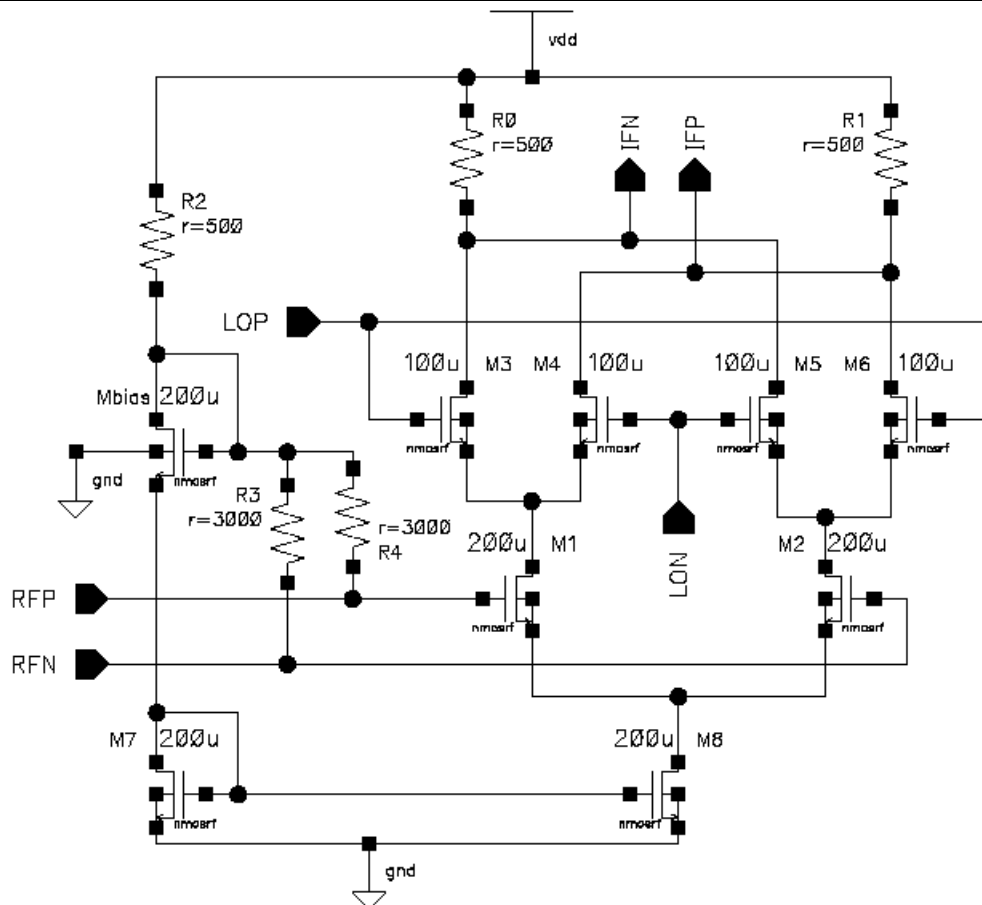 vdd
R0
r=500
IFN
IFP
R1
r=500
R2
r=500
LOP
100u M3 M4 100u
100u M5 M6 100u
Mbias 200u
nmosrf
nmosrf
nmosrf
nmosrf
gnd
nmosrf
R3
r=3000
r=3000
R4
200u M1
M2 200u
LON
RFP
nmosrf
nmosrf
RFN
M7 200u
200u M8
nmosrf
nmosrf
gnd